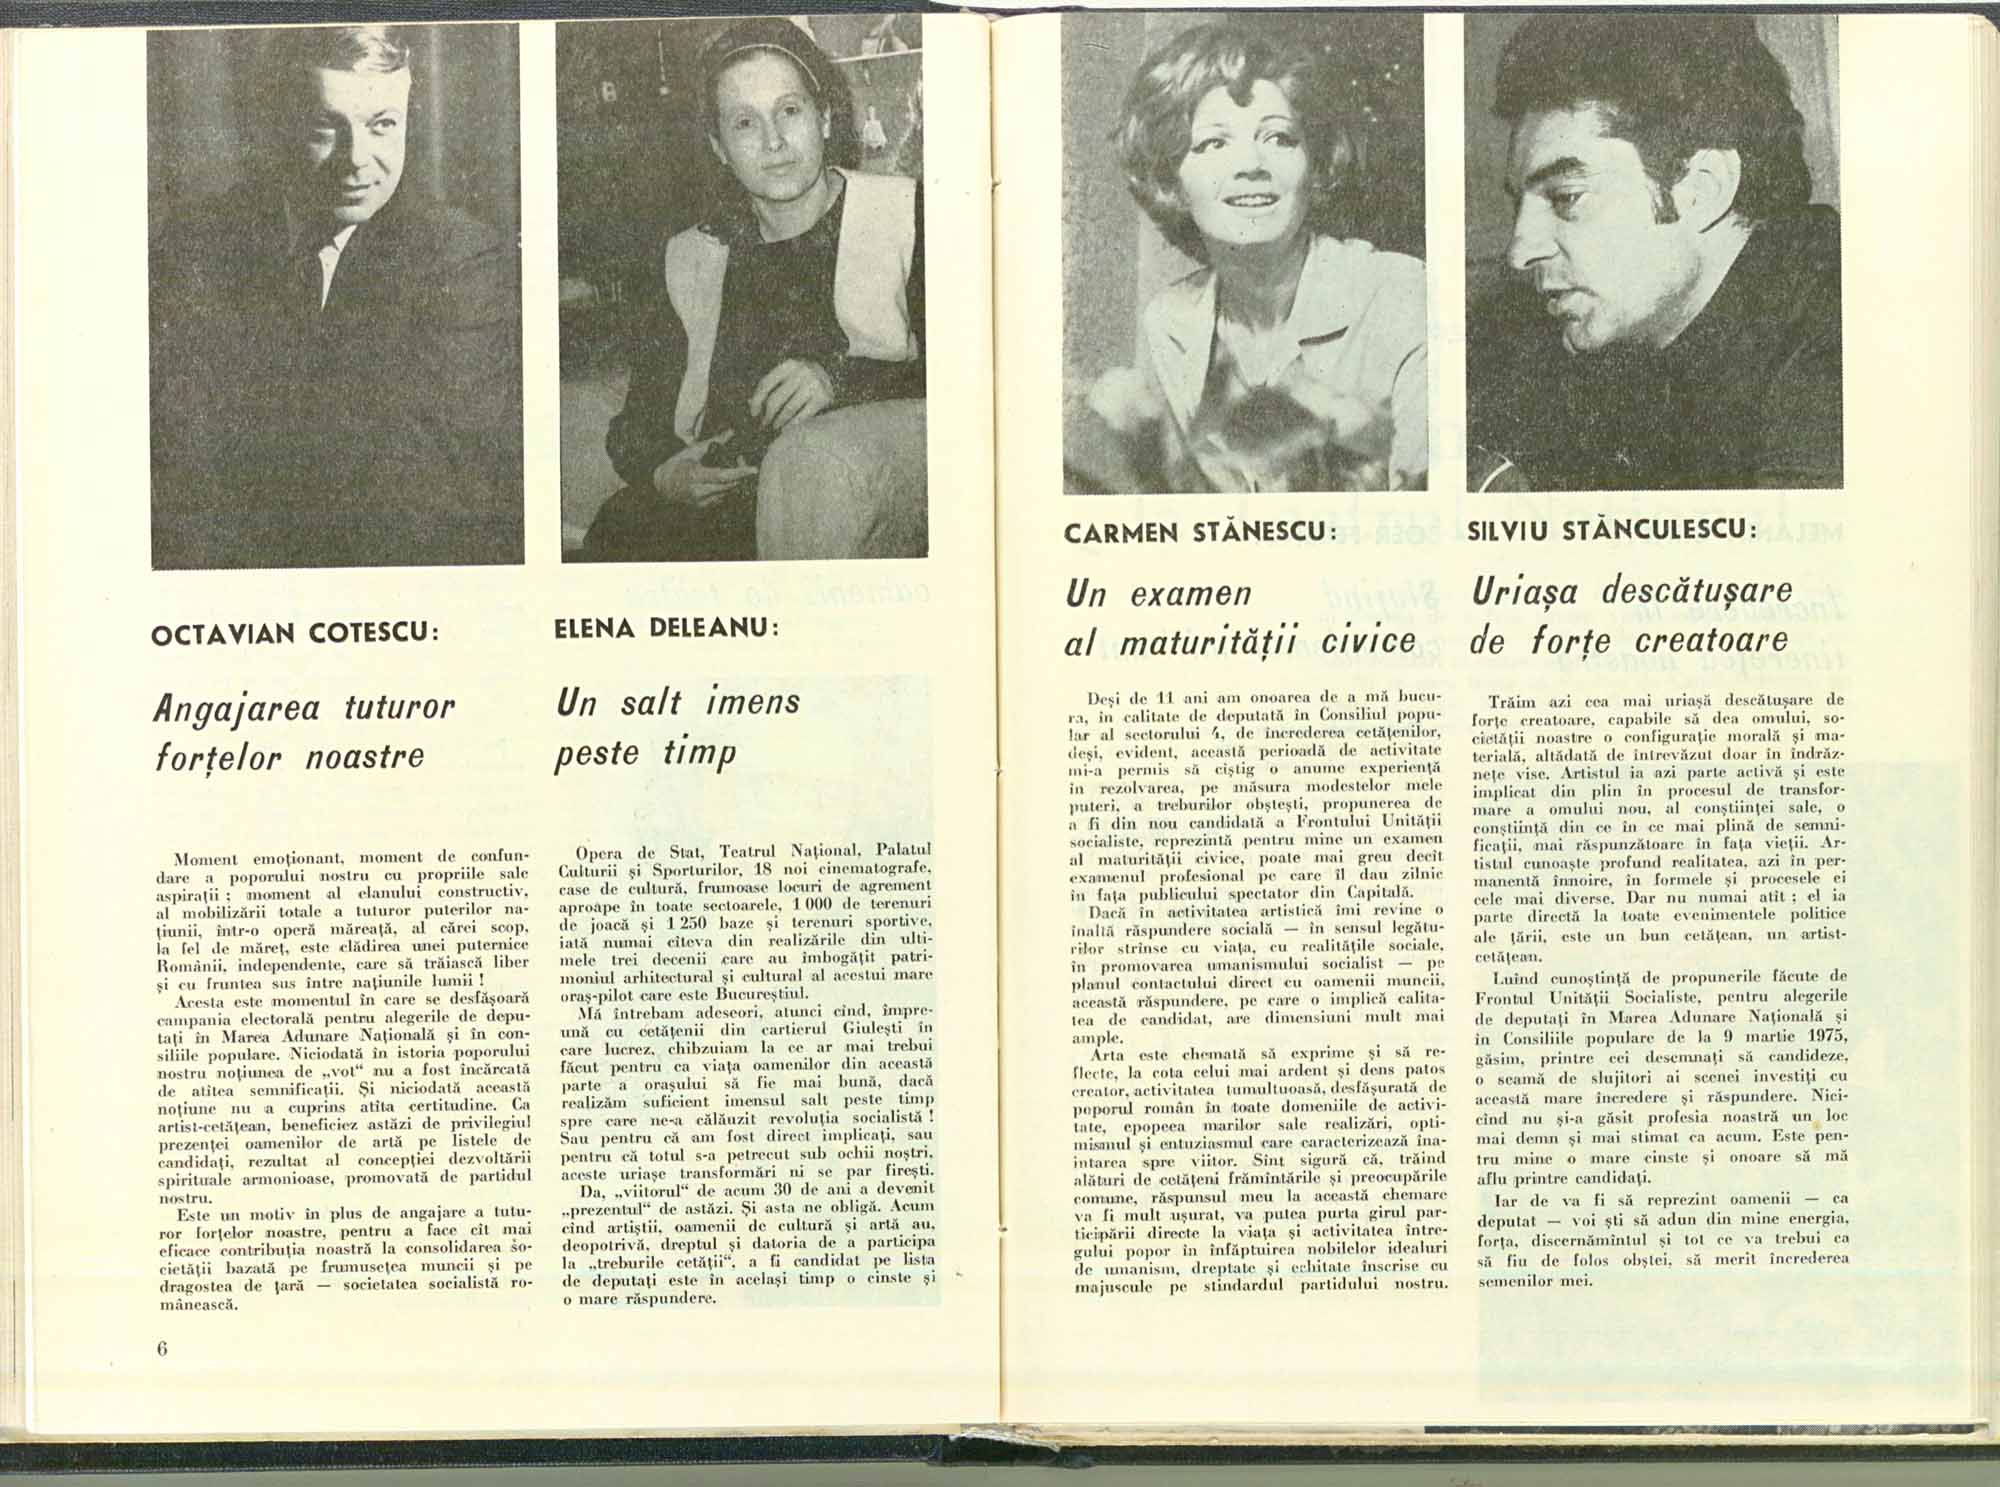 OCTAVIAN COTESCU:
Angajarea tuturor
forțelor noastre
Moment emoționant, moment de confun-
dare a poporului nostru cu propriile sale
aspirații ; moment al elanului constructiv,
al mobilizării totale a tuturor puterilor na-
țiunii, într-o operă măreață, al cărei scop,
la fel de măreț, este clădirea unei puternice
Românii, independente, care să trăiască liber
și cu fruntea sus între națiunile lumii !
Acesta este momentul în care se desfășoară
campania electorală pentru alegerile de depu-
tați în Marea Adunare Națională și în con-
siliile populare. Niciodată în istoria poporului
nostru noțiunea de „vot“ nu a fost încărcată
de atîtea semnificații. Și niciodată această
noțiune nu a cuprins atîta certitudine. Ca
artist-cetățean, beneficiez astăzi de privilegiul
prezenței oamenilor de artă pe listele de
candidați, rezultat al concepției dezvoltării
spirituale armonioase, promovată de partidul
nostru.
Este un motiv în plus de angajare a tutu-
ror forțelor noastre, pentru a face cît mai
eficace contribuția noastră la consolidarea so-
cietății bazată pe frumusețea muncii și pe
dragostea de țară — societatea socialistă ro-
mânească.
6
ELENA DELEANU:
Un salt imens
peste timp
Opera de Stat, Teatrul Național, Palatul
Culturii și Sporturilor, 18 noi cinematografe,
case de cultură, frumoase locuri de agrement
aproape în toate sectoarele, 1 000 de terenuri
de joacă și 1 250 baze și terenuri sportive,
iată numai cîteva din realizările din ulti-
mele trei decenii care au îmbogățit patri-
moniul arhitectural și cultural al acestui mare
oraș-pilot care este Bucureștiul.
Mă întrebam adeseori, atunci cînd, împre-
ună cu cetățenii din cartierul Giulești în
care lucrez, chibzuiam la ce ar mai trebui
făcut pentru ca viața oamenilor din această
parte a orașului să fie mai bună, dacă
realizăm suficient imensul salt peste timp
spre care ne-a călăuzit revoluția socialistă !
Sau pentru că am fost direct implicați, sau
pentru că totul s-a petrecut sub ochii noștri,
aceste uriașe transformări ni se par firești.
Da, „viitorul“ de acum 30 de ani a devenit
„prezentul“ de astăzi. Și asta ne obligă. Acum
cînd artiștii, oamenii de cultură și artă au,
deopotrivă, dreptul și datoria de a participa
la „treburile cetății“, a fi candidat pe lista
de deputați este în același timp o cinste și
o mare răspundere.
CARMEN STĂNESCU:
Un examen
al maturității civice
Deși de 11 ani am onoarea de a mă bucu-
ra, în calitate de deputată în Consiliul popu-
lar al sectorului 4, de încrederea cetățenilor,
deși, evident, această perioadă de activitate
mi-a permis să cîștig o anume experiență
în rezolvarea, pe măsura modestelor mele
puteri, a treburilor obștești, propunerea de
a fi din nou candidată a Frontului Unității
socialiste, reprezintă pentru mine un examen
al maturității civice, poate mai greu decît
examenul profesional pe care îl dau zilnic
în fața publicului spectator din Capitală.
Dacă în activitatea artistică îmi revine o
înaltă răspundere socială — în sensul legătu-
rilor strînse cu viața, cu realitățile sociale,
în promovarea umanismului socialist — pe
planul contactului direct cu oamenii muncii,
această răspundere, pe care o implică calita-
tea de candidat, are dimensiuni mult mai
ample.
Arta este chemată să exprime și să re-
flecte, la cota celui mai ardent și dens patos
creator, activitatea tumultuoasă, desfășurată de
poporul român în toate domeniile de activi-
tate, epopeea marilor sale realizări, opti-
mismul și entuziasmul care caracterizează îna-
intarea spre viitor. Sînt sigură că, trăind
alături de cetățeni frămîntările și preocupările
comune, răspunsul meu la această chemare
va fi mult ușurat, va putea purta girul par-
ticipării directe la viața și activitatea între-
gului popor în înfăptuirea nobilelor idealuri
de umanism, dreptate și echitate înscrise cu
majuscule pe stindardul partidului nostru.
SILVIU STĂNCULESCU:
Uriașa descătușare
de forțe creatoare
Trăim azi cea mai uriașă descătușare de
forțe creatoare, capabile să dea omului, so-
cietății noastre o configurație morală și ma-
terială, altădată de întrevăzut doar în îndrăz-
nețe vise. Artistul ia azi parte activă și este
implicat din plin în procesul de transfor-
mare a omului nou, al conștiinței sale, o
conștiință din ce în ce mai plină de semni-
ficații, mai răspunzătoare în fața vieții. Ar-
tistul cunoaște profund realitatea, azi în per-
manentă înnoire, în formele și procesele ei
cele mai diverse. Dar nu numai atît ; el ia
parte directă la toate evenimentele politice
ale țării, este un bun cetățean, un artist-
cetățean.
Luînd cunoștință de propunerile făcute de
Frontul Unității Socialiste, pentru alegerile
de deputați în Marea Adunare Națională și
în Consiliile populare de la 9 martie 1975,
găsim, printre cei desemnați să candideze,
o seamă de slujitori ai scenei investiți cu
această mare încredere și răspundere. Nici-
cînd nu și-a găsit profesia noastră un loc
mai demn și mai stimat ca acum. Este pen-
tru mine o mare cinste și onoare să mă
aflu printre candidați.
Iar de va fi să reprezint oamenii — ca
deputat — voi ști să adun din mine energia,
forța, discernămîntul și tot ce va trebui ca
să fiu de folos obștei, să merit încrederea
semenilor mei.